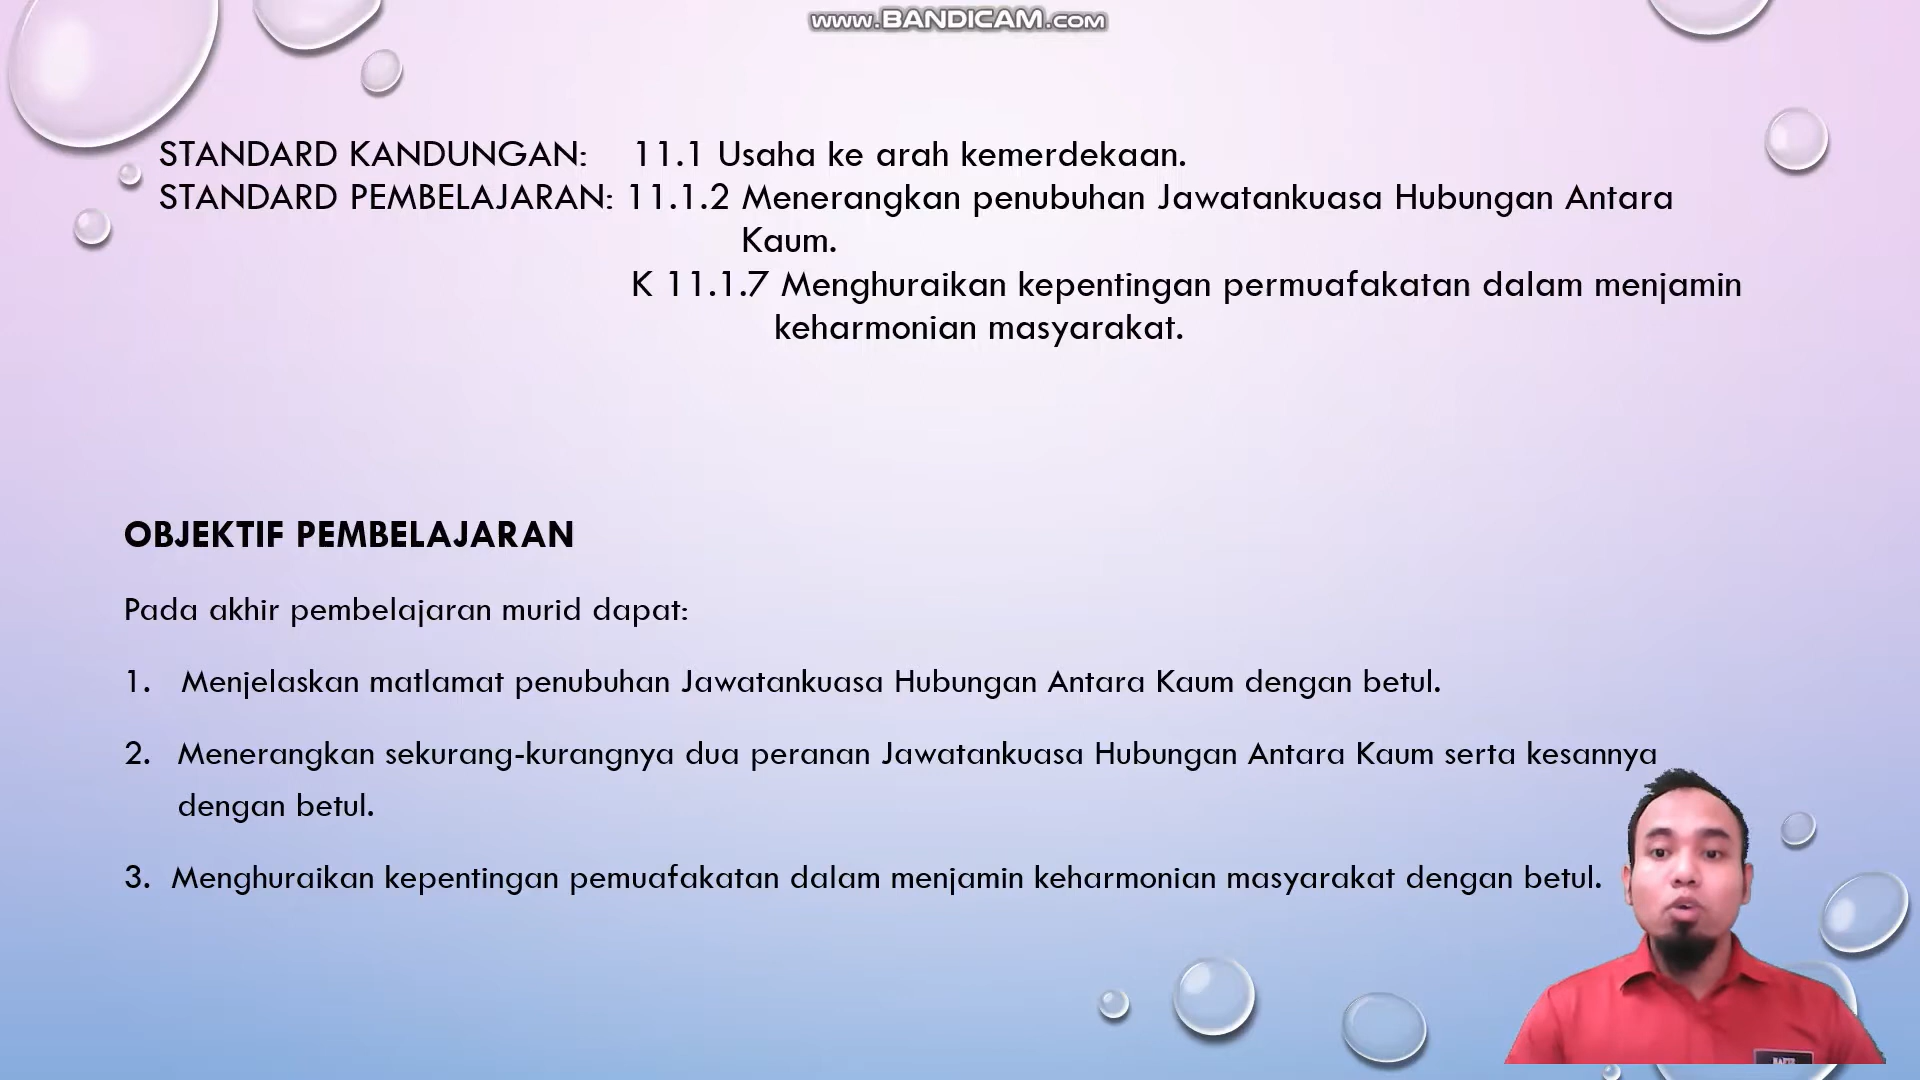 www.BANDICAM.com
STANDARD KANDUNGAN: 11.1 Usaha ke arah kemerdekaan.
STANDARD PEMBELAJARAN: 11.1.2 Menerangkan penubuhan Jawatankuasa Hubungan Antara
Kaum.
K 11.1.7 Menghuraikan kepentingan permuafakatan dalam menjamin
keharmonian masyarakat.
OBJEKTIF PEMBELAJARAN
Pada akhir pembelajaran murid dapat:
1. Menjelaskan matlamat penubuhan Jawatankuasa Hubungan Antara Kaum dengan betul.
2. Menerangkan sekurang-kurangnya dua peranan Jawatankuasa Hubungan Antara Kaum serta kesannya
dengan betul.
3. Menghuraikan kepentingan pemuafakatan dalam menjamin keharmonian masyarakat dengan betul.